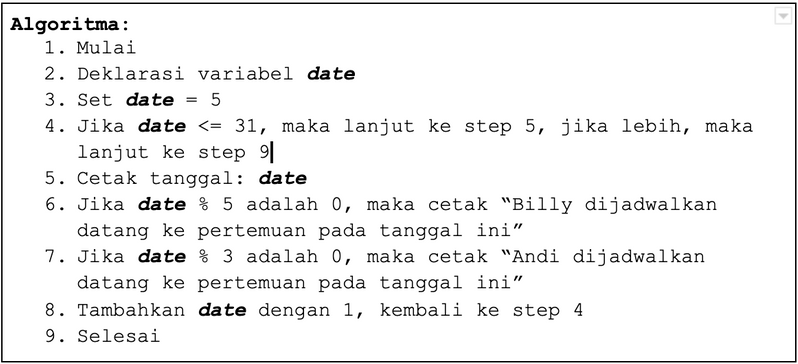 Algoritma:
1. Mulai
2. Deklarasi variabel date
3. Set date = 5
4. Jika date <= 31, maka lanjut ke step 5, jika lebih, maka
lanjut ke step 9
5. Cetak tanggal: date
6. Jika date % 5 adalah 0, maka cetak “Billy dijadwalkan
datang ke pertemuan pada tanggal ini”
7. Jika date % 3 adalah 0, maka cetak “Andi dijadwalkan
datang ke pertemuan pada tanggal ini”
8. Tambahkan date dengan 1, kembali ke step 4
9. Selesai